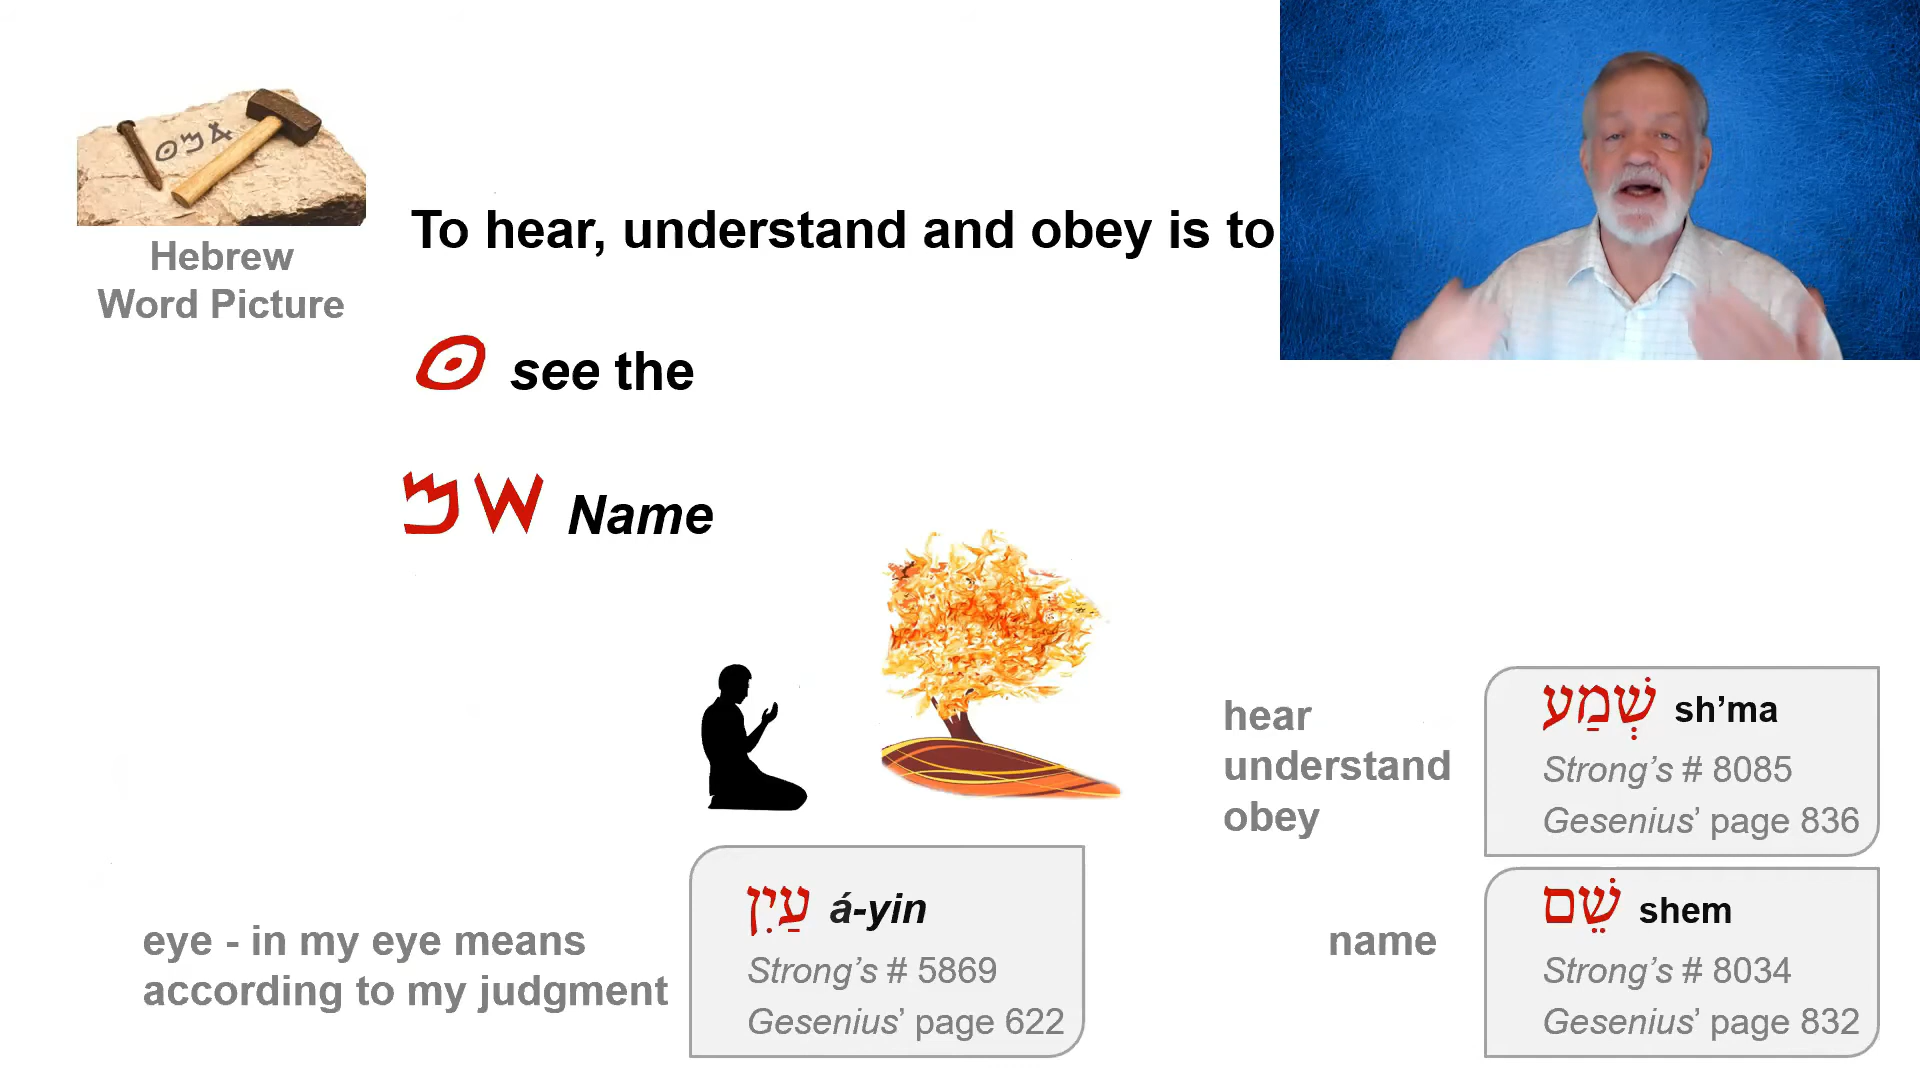 Hebrew
Word Picture
To hear, understand and obey is to
𐤏 see the
𐤌 𐤔 Name
hear
understand
obey
שְׁמַע sh’ma
Strong’s # 8085
Gesenius’ page 836
eye - in my eye means
according to my judgment
עַיִן á-yin
Strong’s # 5869
Gesenius’ page 622
name
שֵׁם shem
Strong’s # 8034
Gesenius’ page 832